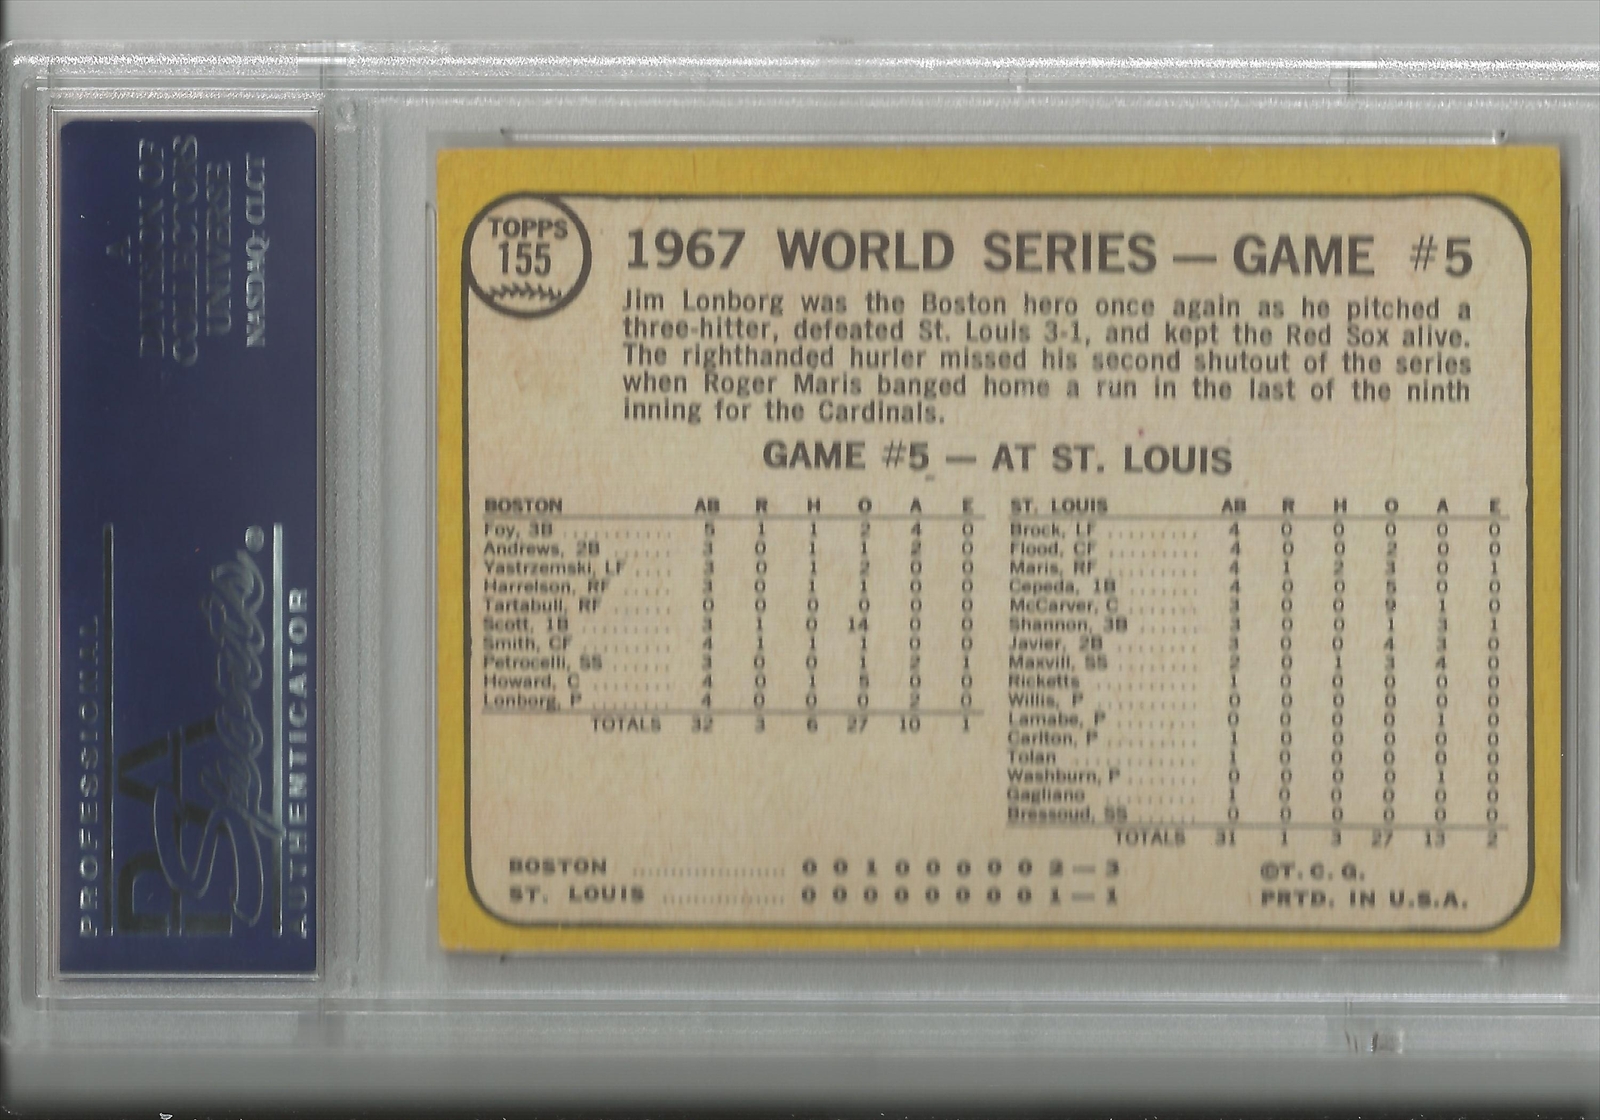 A
DIVISION OF
COLLECTORS
UNIVERSE
NASDAQ: CLCT
PROFESSIONAL
PSA
Sports®
AUTHENTICATOR
TOPPS
155
1967 WORLD SERIES — GAME #5
Jim Lonborg was the Boston hero once again as he pitched a
three-hitter, defeated St. Louis 3-1, and kept the Red Sox alive.
The righthanded hurler missed his second shutout of the series
when Roger Maris banged home a run in the last of the ninth
inning for the Cardinals.
GAME #5 — AT ST. LOUIS
BOSTON AB R H O A E
Foy, 3B .......... 5 1 1 2 4 0
Andrews, 2B ...... 3 0 1 1 2 0
Yastrzemski, LF .... 3 0 1 2 0 0
Harrelson, RF ..... 3 0 1 1 0 0
Tartabull, RF ...... 0 0 0 0 0 0
Scott, 1B ........ 3 1 0 14 0 0
Smith, CF ........ 4 1 1 1 0 0
Petrocelli, SS ...... 3 0 0 1 2 1
Howard, C ....... 4 0 1 5 0 0
Lonborg, P ....... 4 0 0 0 2 0
TOTALS 32 3 6 27 10 1
ST. LOUIS AB R H O A E
Brock, LF ........ 4 0 0 0 0 0
Flood, CF ........ 4 0 0 2 0 0
Maris, RF ........ 4 1 2 3 0 1
Cepeda, 1B ...... 4 0 0 5 0 0
McCarver, C ...... 3 0 0 9 1 0
Shannon, 3B ..... 3 0 0 1 3 1
Javier, 2B ....... 3 0 0 4 3 0
Maxvill, SS ....... 2 0 1 3 4 0
Ricketts ......... 1 0 0 0 0 0
Willis, P ......... 0 0 0 0 0 0
Lamabe, P ....... 0 0 0 0 1 0
Carlton, P ....... 1 0 0 0 0 0
Tolan .......... 1 0 0 0 0 0
Washburn, P ..... 0 0 0 0 1 0
Gagliano ........ 1 0 0 0 0 0
Bressoud, SS ..... 0 0 0 0 0 0
TOTALS 31 1 3 27 13 2
BOSTON ................ 0 0 1 0 0 0 0 0 2 — 3
ST. LOUIS ............. 0 0 0 0 0 0 0 0 1 — 1
©T.C.G.
PRTD. IN U.S.A.